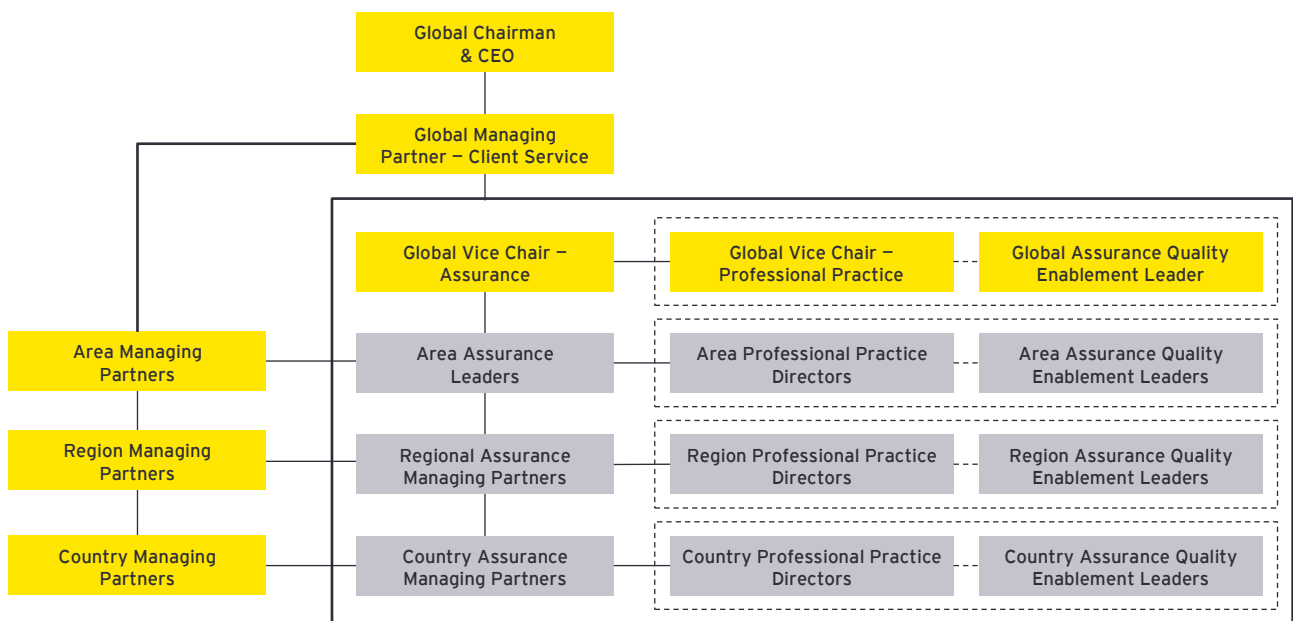 Global Chairman
& CEO
Global Managing
Partner – Client Service
Global Vice Chair –
Assurance
Global Vice Chair –
Professional Practice
Global Assurance Quality
Enablement Leader
Area Managing
Partners
Area Assurance
Leaders
Area Professional Practice
Directors
Area Assurance Quality
Enablement Leaders
Region Managing
Partners
Regional Assurance
Managing Partners
Region Professional Practice
Directors
Region Assurance Quality
Enablement Leaders
Country Managing
Partners
Country Assurance
Managing Partners
Country Professional Practice
Directors
Country Assurance Quality
Enablement Leaders